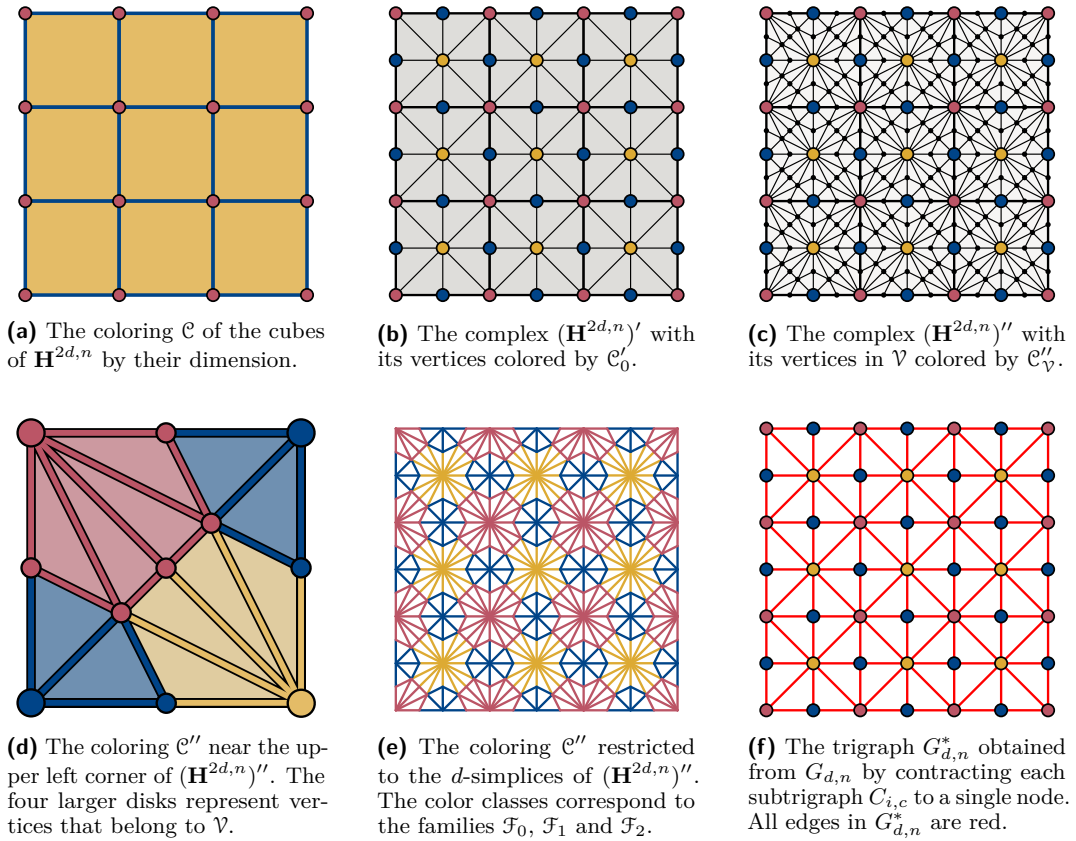 (a) The coloring 𝒞 of the cubes
of 𝐇^{2d,n} by their dimension.
(b) The complex (𝐇^{2d,n})′ with
its vertices colored by 𝒞′_0.
(c) The complex (𝐇^{2d,n})″ with
its vertices in 𝒱 colored by 𝒞″_𝒱.
(d) The coloring 𝒞″ near the up-
per left corner of (𝐇^{2d,n})″. The
four larger disks represent ver-
tices that belong to 𝒱.
(e) The coloring 𝒞″ restricted
to the d-simplices of (𝐇^{2d,n})″.
The color classes correspond to
the families ℱ_0, ℱ_1 and ℱ_2.
(f) The trigraph G*_{d,n} obtained
from G_{d,n} by contracting each
subtrigraph C_{i,c} to a single node.
All edges in G*_{d,n} are red.